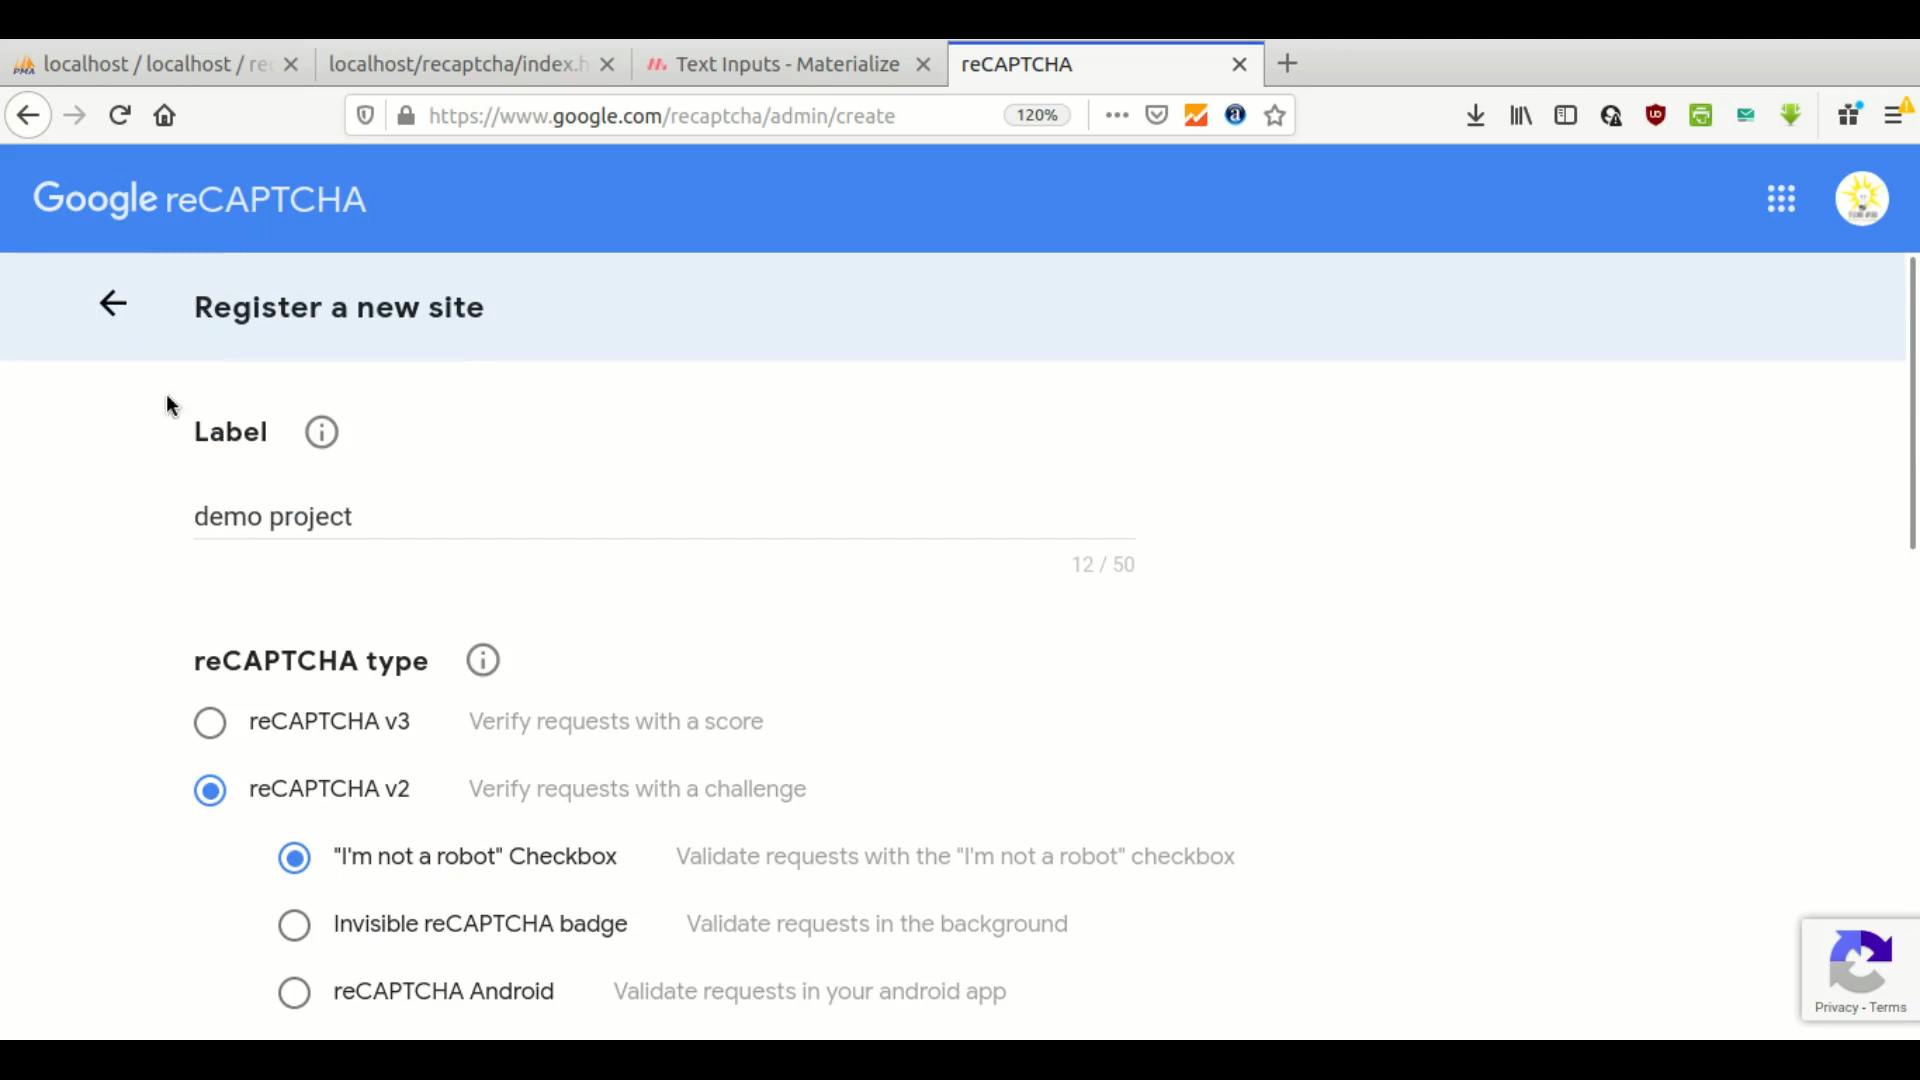 localhost / localhost / re
localhost/recaptcha/index.h
Text Inputs - Materialize
reCAPTCHA
https://www.google.com/recaptcha/admin/create
120%
Google reCAPTCHA
Register a new site
Label
demo project
12 / 50
reCAPTCHA type
reCAPTCHA v3 Verify requests with a score
reCAPTCHA v2 Verify requests with a challenge
"I'm not a robot" Checkbox Validate requests with the "I'm not a robot" checkbox
Invisible reCAPTCHA badge Validate requests in the background
reCAPTCHA Android Validate requests in your android app
Privacy - Terms